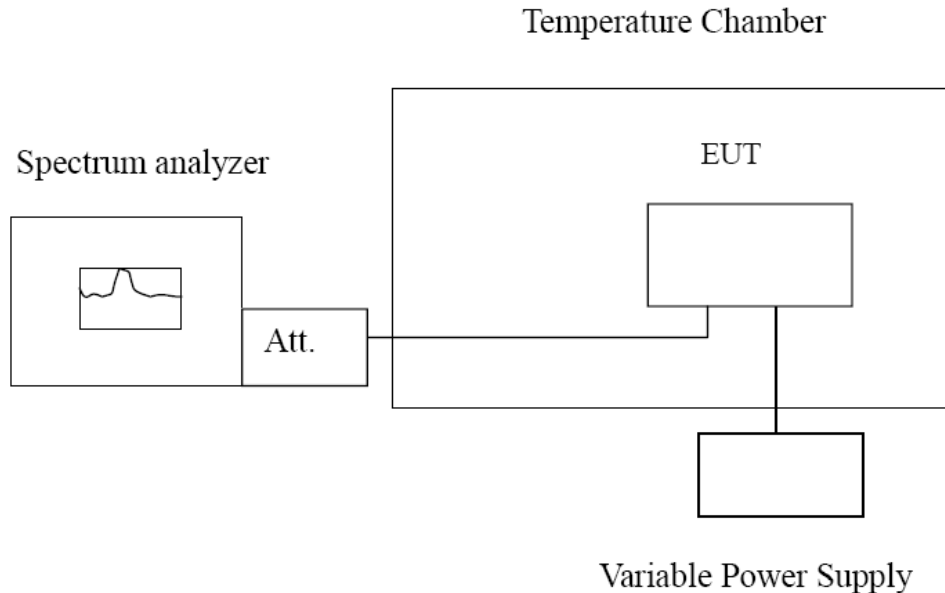 Temperature Chamber
Spectrum analyzer
EUT
Att.
Variable Power Supply